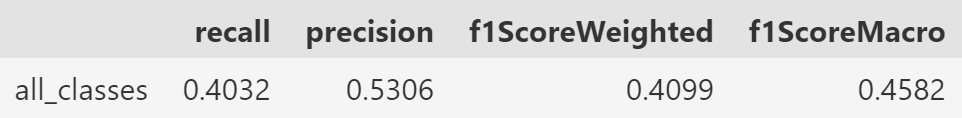 recall precision f1ScoreWeighted f1ScoreMacro
all_classes 0.4032 0.5306 0.4099 0.4582